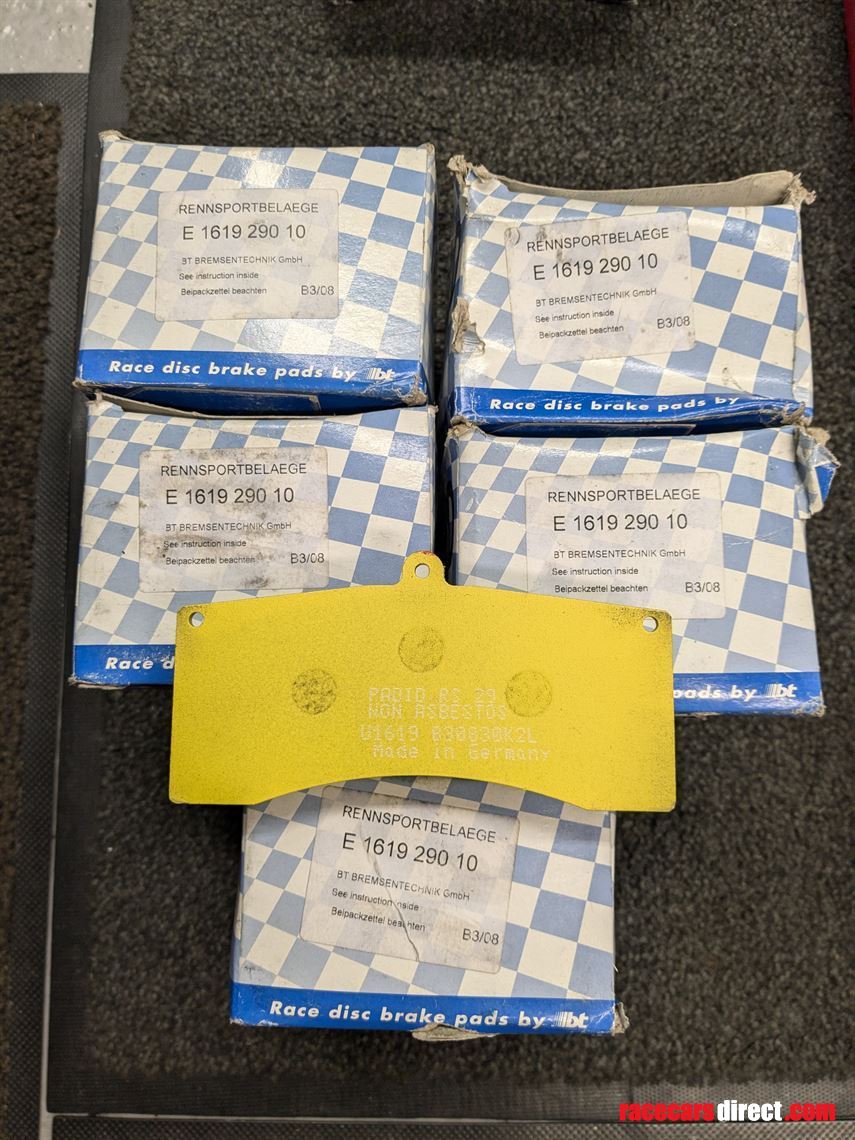 RENNSPORTBELAEGE
E 1619 290 10
BT BREMSENTECHNIK GmbH
See instruction inside
Beipackzettel beachten B3/08
Race disc brake pads by bt
RENNSPORTBELAEGE
E 1619 290 10
BT BREMSENTECHNIK GmbH
See instruction inside
Beipackzettel beachten B3/08
Race disc brake pads by
RENNSPORTBELAEGE
E 1619 290 10
BT BREMSENTECHNIK GmbH
See instruction inside
Beipackzettel beachten B3/08
Race d
RENNSPORTBELAEGE
E 1619 290 10
BT BREMSENTECHNIK GmbH
See instruction inside
Beipackzettel beachten B3/08
ds by bt
PAGID RS 29
NON ASBESTOS
U1619 030830K2L
Made in Germany
RENNSPORTBELAEGE
E 1619 290 10
BT BREMSENTECHNIK GmbH
See instruction inside
Beipackzettel beachten B3/08
Race disc brake pads by bt
racecarsdirect.com